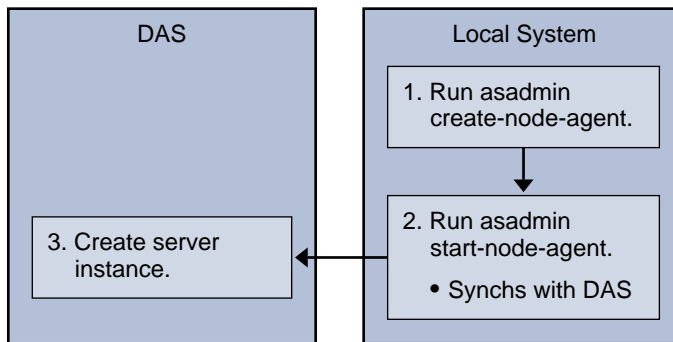 DAS
Local System
1. Run asadmin
create-node-agent.
2. Run asadmin
start-node-agent.
• Synchs with DAS
3. Create server
instance.